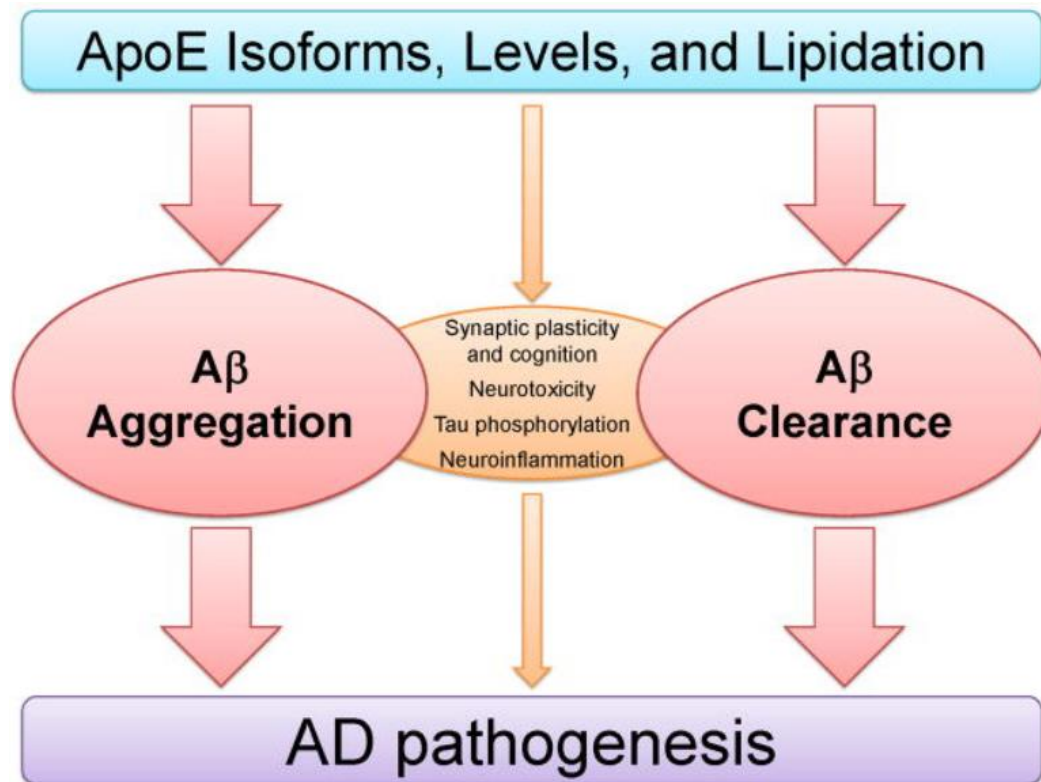 ApoE Isoforms, Levels, and Lipidation
Aβ
Aggregation
Synaptic plasticity
and cognition
Neurotoxicity
Tau phosphorylation
Neuroinflammation
Aβ
Clearance
AD pathogenesis